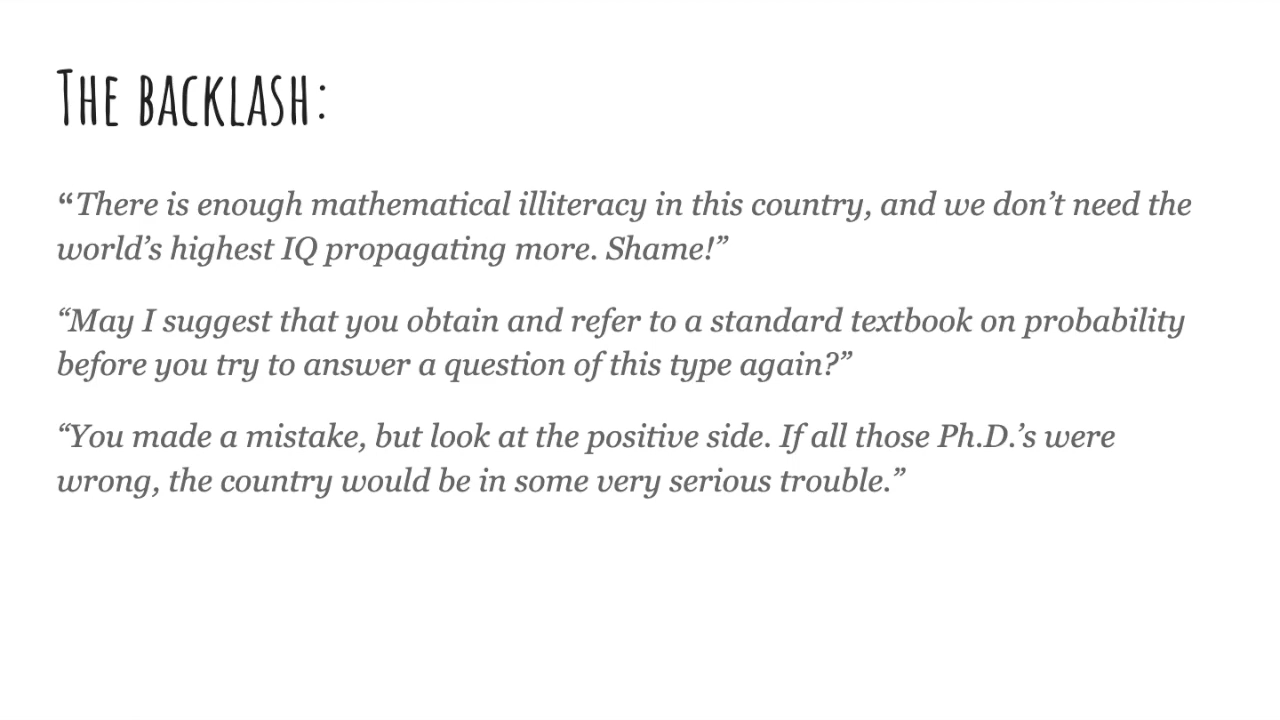 The backlash:
“There is enough mathematical illiteracy in this country, and we don’t need the
world’s highest IQ propagating more. Shame!”
“May I suggest that you obtain and refer to a standard textbook on probability
before you try to answer a question of this type again?”
“You made a mistake, but look at the positive side. If all those Ph.D.’s were
wrong, the country would be in some very serious trouble.”